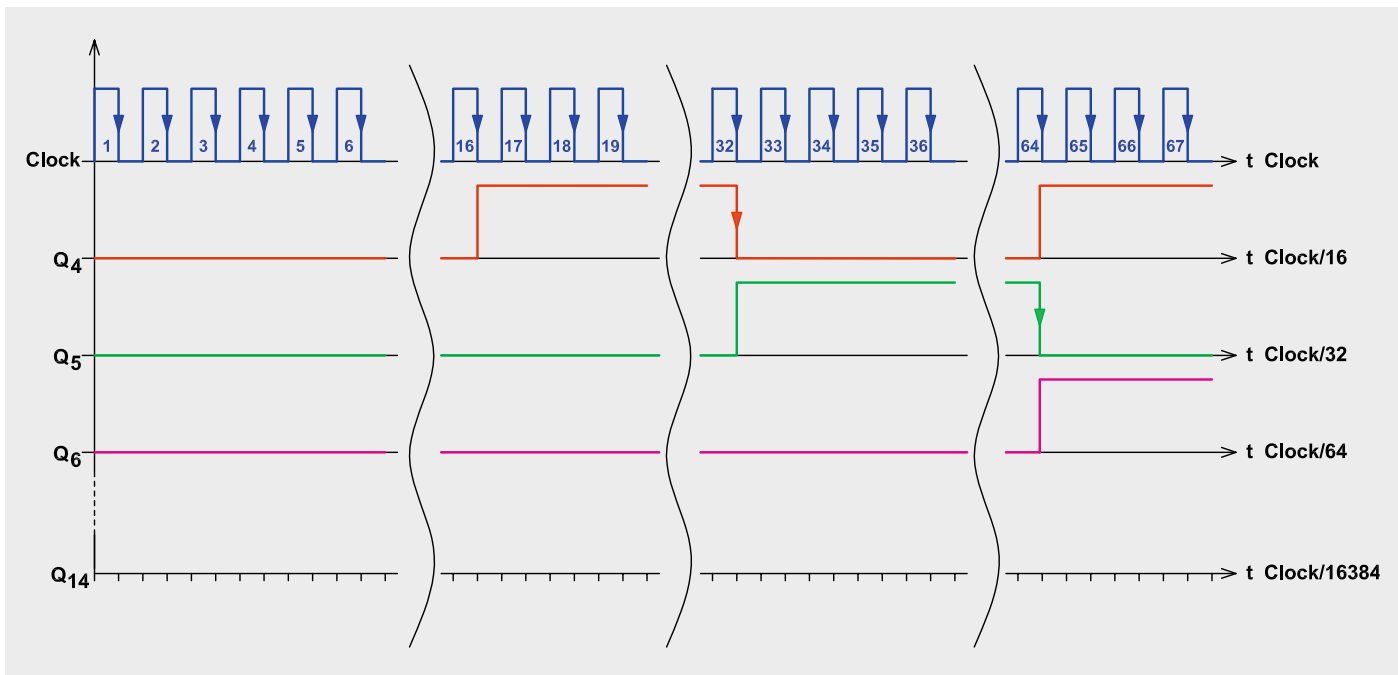 1 2 3 4 5 6 16 17 18 19 32 33 34 35 36 64 65 66 67
Clock t Clock
Q4 t Clock/16
Q5 t Clock/32
Q6 t Clock/64
Q14 t Clock/16384